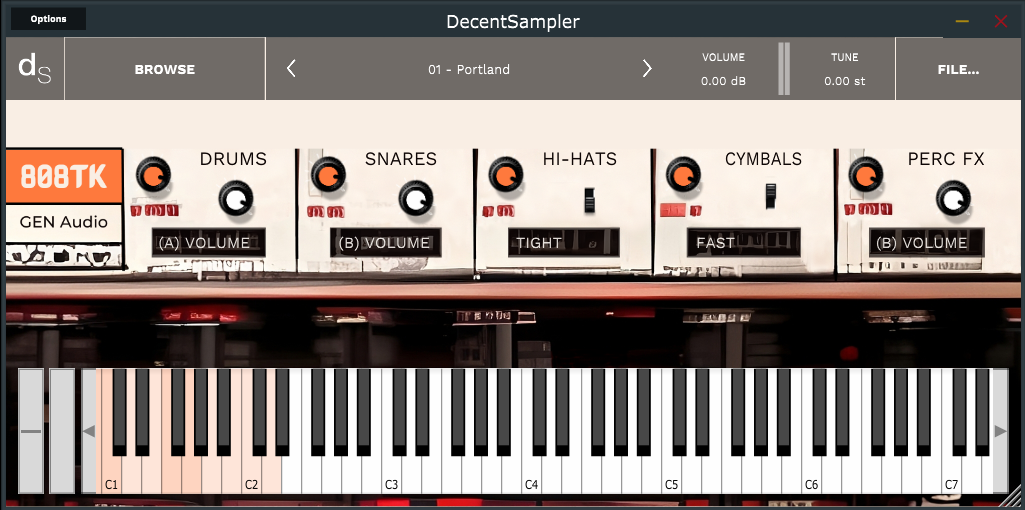 Options
DecentSampler
dS
BROWSE
01 - Portland
VOLUME
0.00 dB
TUNE
0.00 st
FILE...
808TK
GEN Audio
DRUMS
(A) VOLUME
SNARES
(B) VOLUME
HI-HATS
TIGHT
CYMBALS
FAST
PERC FX
(B) VOLUME
C1 C2 C3 C4 C5 C6 C7